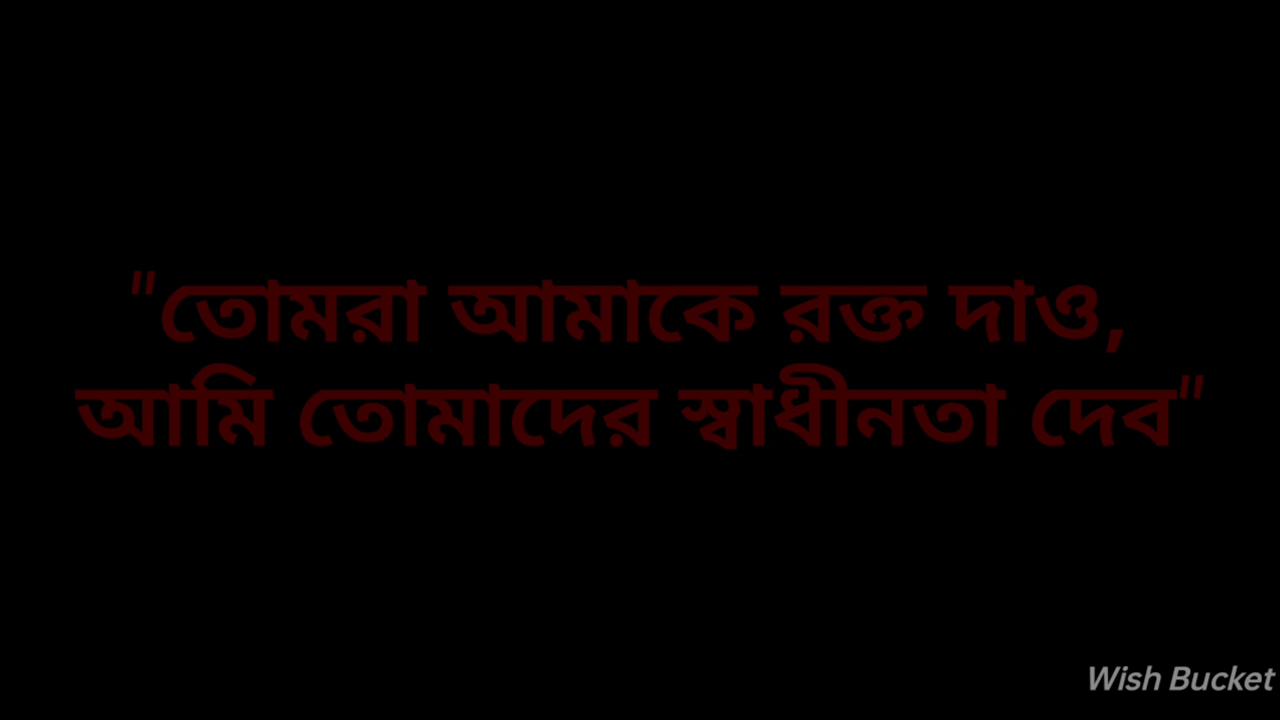 "তোমরা আমাকে রক্ত দাও,
আমি তোমাদের স্বাধীনতা দেব"
Wish Bucket